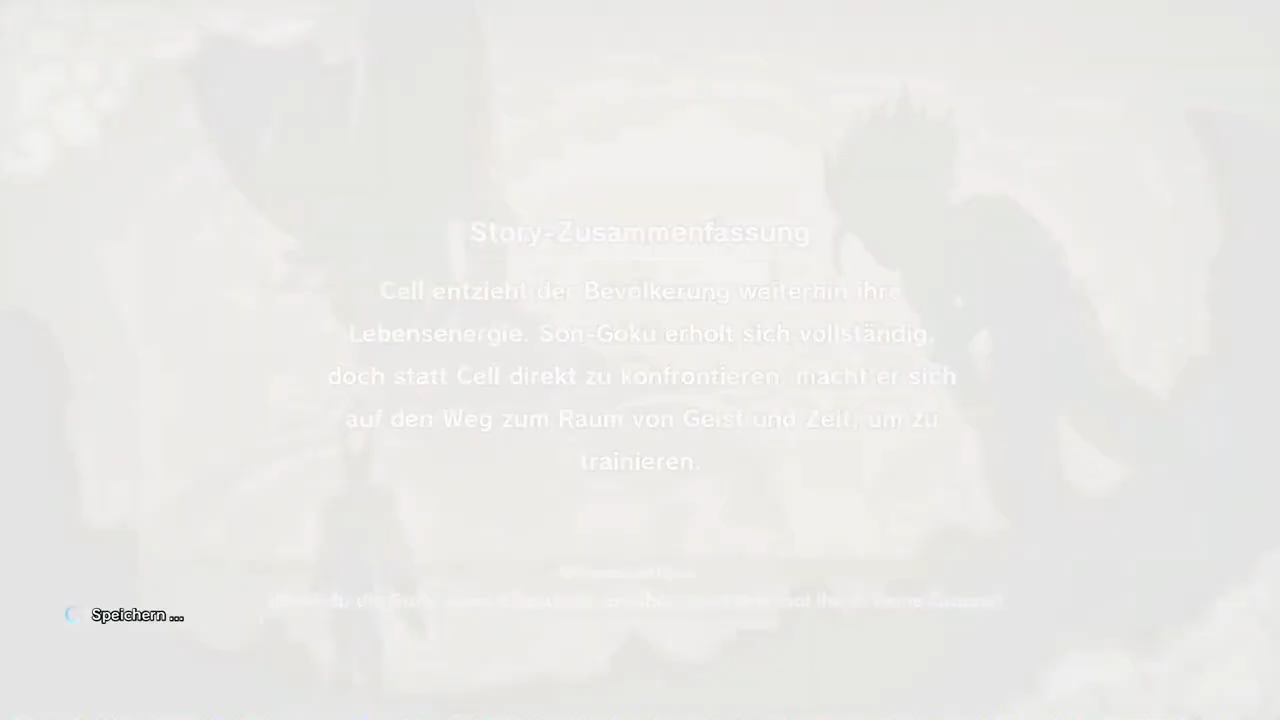 Story-Zusammenfassung
Cell entzieht der Bevölkerung weiterhin ihre
Lebensenergie. Son-Goku erholt sich vollständig,
doch statt Cell direkt zu konfrontieren, macht er sich
auf den Weg zum Raum von Geist und Zeit, um zu
trainieren.
Speichern ...